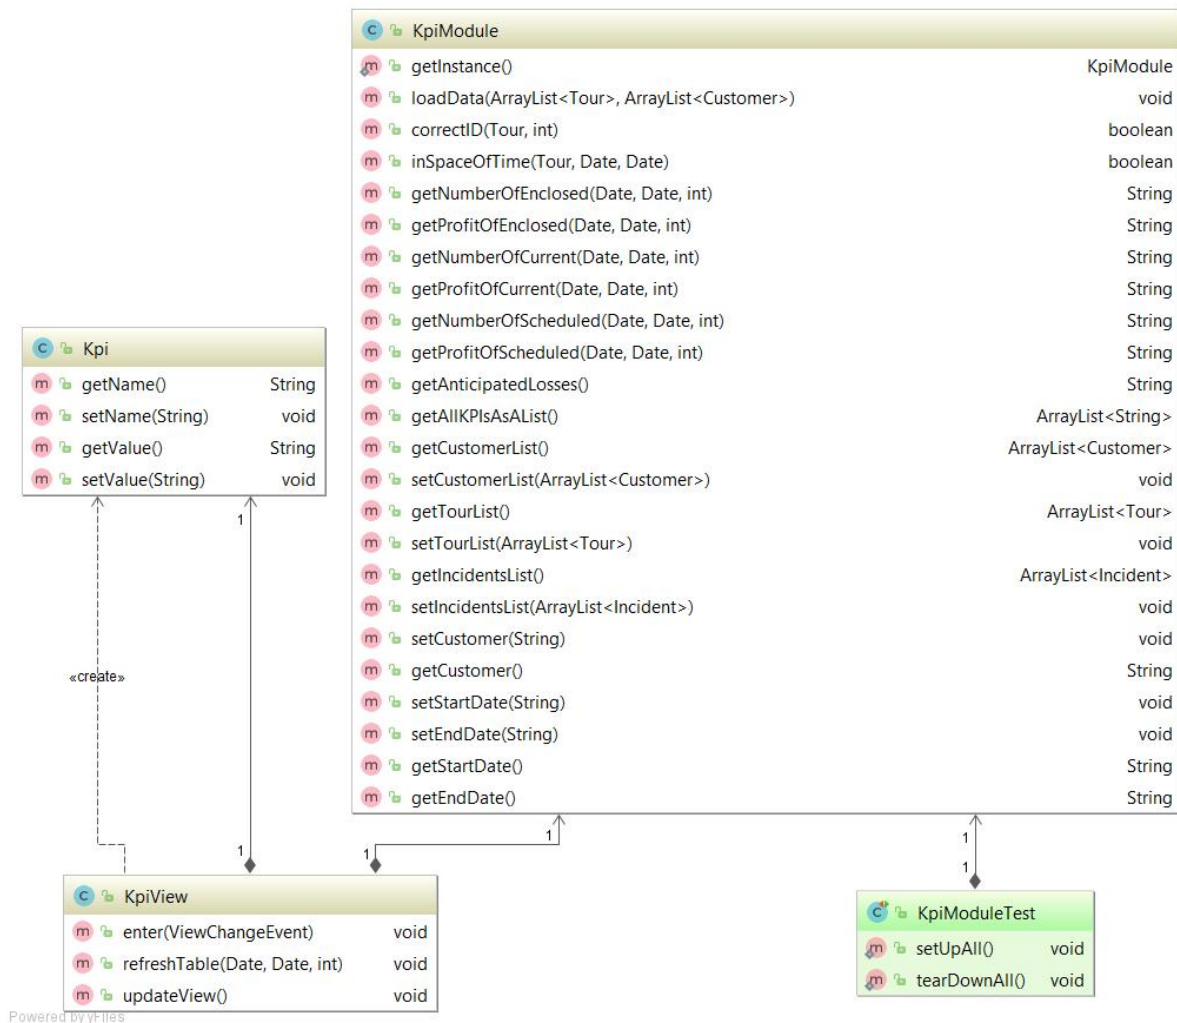 KpiModule
getInstance() KpiModule
loadData(ArrayList<Tour>, ArrayList<Customer>) void
correctID(Tour, int) boolean
inSpaceOfTime(Tour, Date, Date) boolean
getNumberOfEnclosed(Date, Date, int) String
getProfitOfEnclosed(Date, Date, int) String
getNumberOfCurrent(Date, Date, int) String
getProfitOfCurrent(Date, Date, int) String
getNumberOfScheduled(Date, Date, int) String
getProfitOfScheduled(Date, Date, int) String
getAnticipatedLosses() String
getAllKPIsAsAList() ArrayList<String>
getCustomerList() ArrayList<Customer>
setCustomerList(ArrayList<Customer>) void
getTourList() ArrayList<Tour>
setTourList(ArrayList<Tour>) void
getIncidentsList() ArrayList<Incident>
setIncidentsList(ArrayList<Incident>) void
setCustomer(String) void
getCustomer() String
setStartDate(String) void
setEndDate(String) void
getStartDate() String
getEndDate() String
Kpi
getName() String
setName(String) void
getValue() String
setValue(String) void
1
«create»
1
1
1
1
1
KpiView
enter(ViewChangeEvent) void
refreshTable(Date, Date, int) void
updateView() void
KpiModuleTest
setUpAll() void
tearDownAll() void
Powered by yFiles